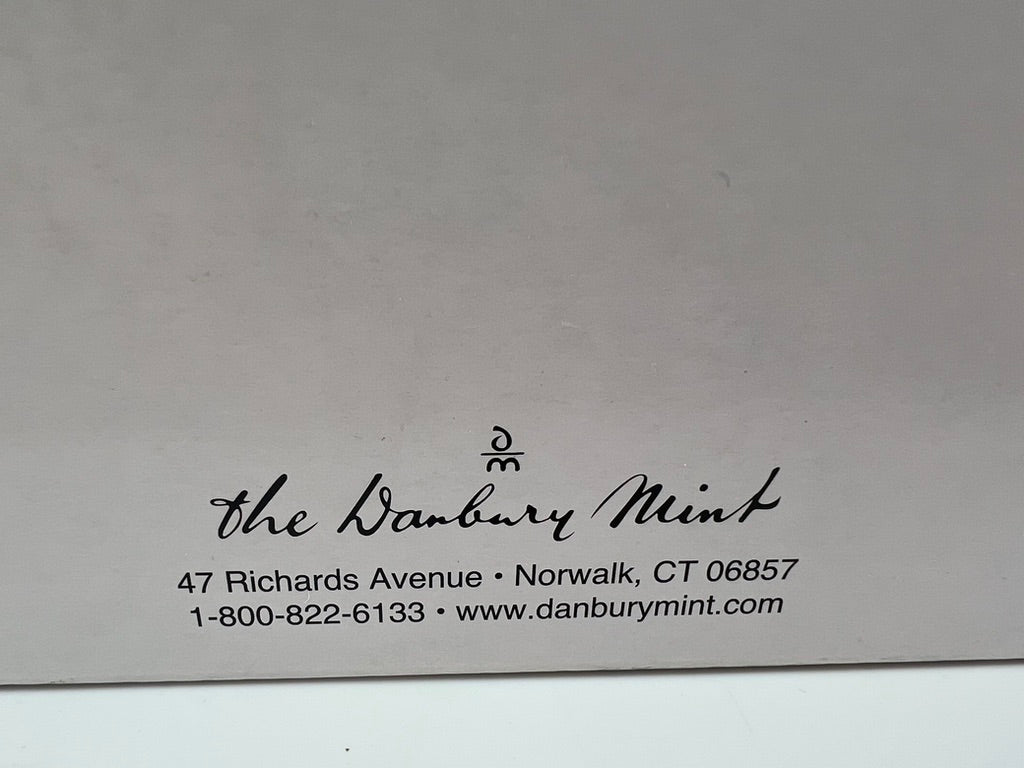 dm
the Danbury Mint
47 Richards Avenue • Norwalk, CT 06857
1-800-822-6133 • www.danburymint.com